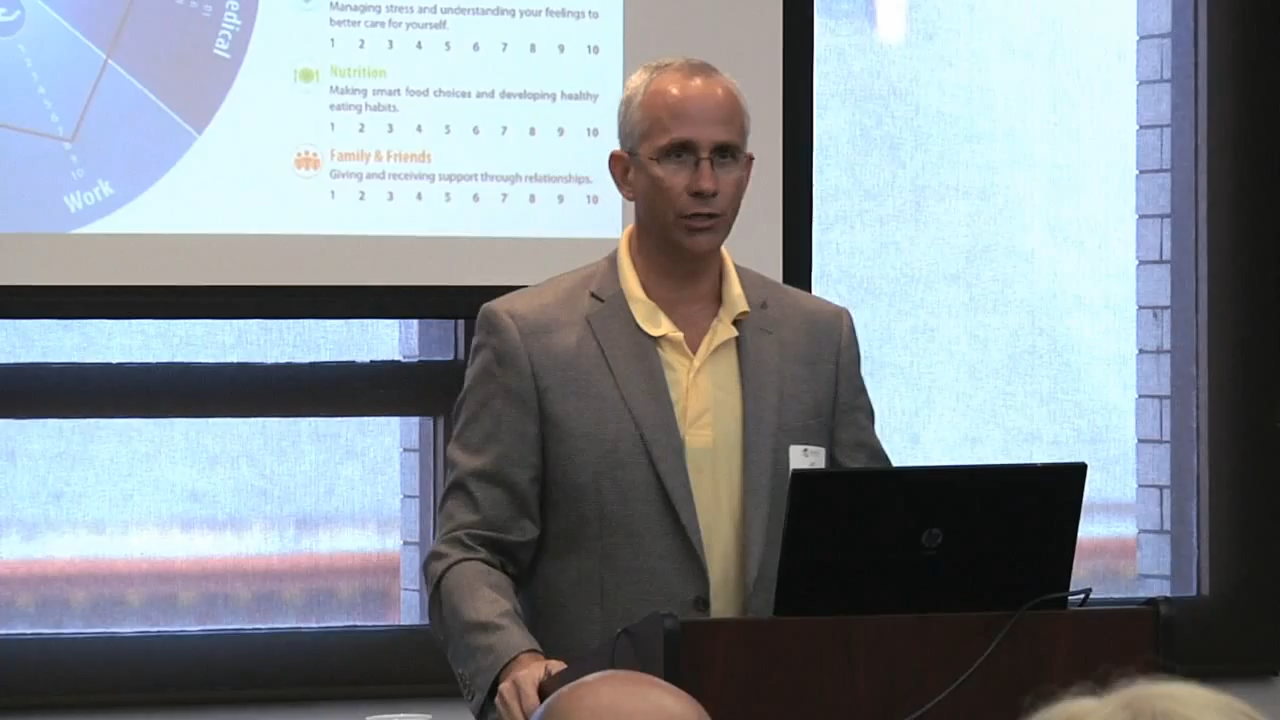 edical
Work
Managing stress and understanding your feelings to
better care for yourself.
1 2 3 4 5 6 7 8 9 10
Nutrition
Making smart food choices and developing healthy
eating habits.
1 2 3 4 5 6 7 8 9 10
Family & Friends
Giving and receiving support through relationships.
1 2 3 4 5 6 7 8 9 10
hp